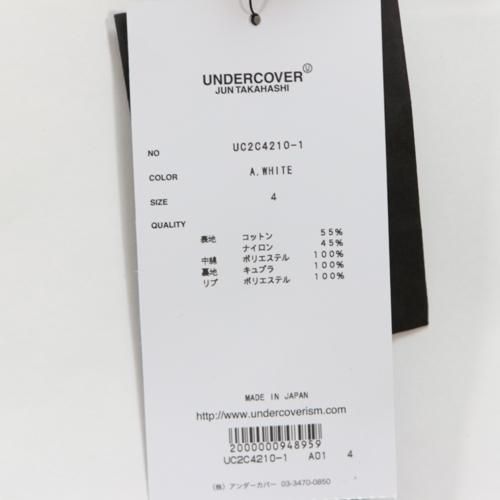 UNDERCOVER U
JUN TAKAHASHI
NO UC2C4210-1
COLOR A.WHITE
SIZE 4
QUALITY
表地 コットン 55%
ナイロン 45%
中綿 ポリエステル 100%
裏地 キュプラ 100%
リブ ポリエステル 100%
MADE IN JAPAN
http://www.undercoverism.com
2000000948959
UC2C4210-1 A01 4
(株) アンダーカバー 03-3470-0850